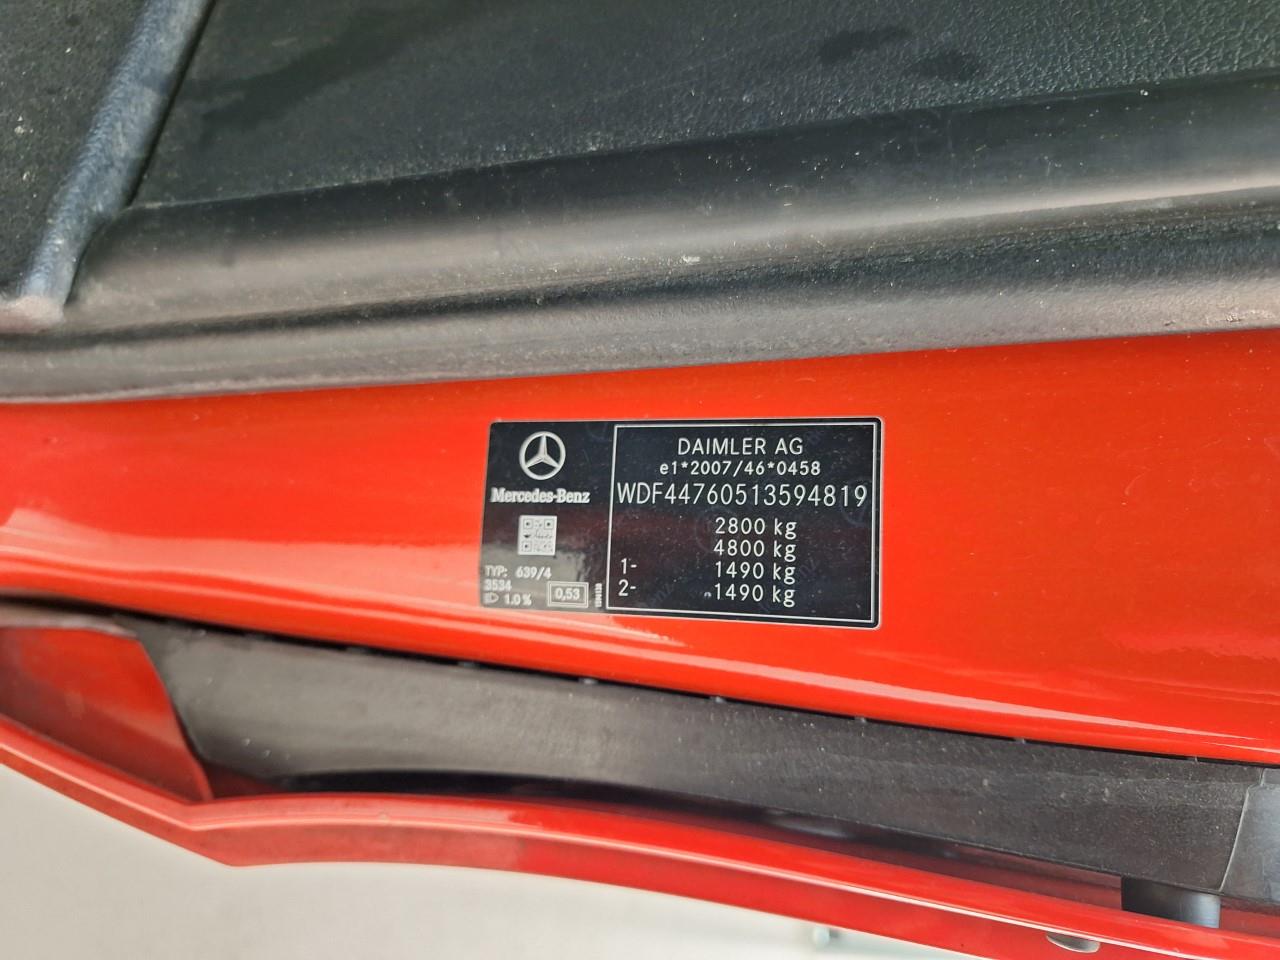 Mercedes-Benz
TYP: 639/4
3534
1.0%
0,53
DAIMLER AG
e1*2007/46*0458
WDF44760513594819
2800 kg
4800 kg
1- 1490 kg
2- 1490 kg